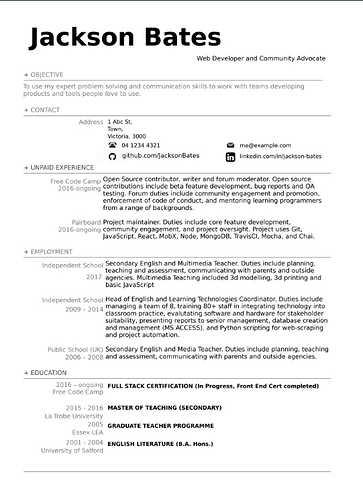 Jackson Bates
Web Developer and Community Advocate
+ OBJECTIVE
To use my expert problem solving and communication skills to work with teams developing
products and tools people love to use.
+ CONTACT
Address 1 Abc St.
Town,
Victoria. 3000
04 1234 4321 me@example.com
github.com/JacksonBates linkedin.com/in/jackson-bates
+ UNPAID EXPERIENCE
Free Code Camp Open Source contributor, writer and forum moderator. Open source
2016-ongoing contributions include beta feature development, bug reports and QA
testing. Forum duties include community engagement and promotion,
enforcement of code of conduct, and mentoring learning programmers
from a range of backgrounds.
Pairboard Project maintainer. Duties include core feature development,
2016-ongoing community engagement, and project oversight. Project uses Git,
JavaScript, React, MobX, Node, MongoDB, TravisCI, Mocha, and Chai.
+ EMPLOYMENT
Independent School Secondary English and Multimedia Teacher. Duties include planning,
teaching and assessment, communicating with parents and outside
2017 agencies. Multimedia Teaching included 3d modelling, 3d printing and
basic JavaScript
Independent School Head of English and Learning Technologies Coordinator. Duties include
2009 – 2014 managing a team of 8, training 80+ staff in integrating technology into
classroom practice, evalutating software and hardware for stakeholder
suitability, presenting reports to senior management, database creation
and management (MS ACCESS), and Python scripting for web-scraping
and project automation.
Public School (UK) Secondary English and Media Teacher. Duties include planning, teaching
2006 – 2008 and assessment, communicating with parents and outside agencies.
+ EDUCATION
2016 – ongoing FULL STACK CERTIFICATION (In Progress, Front End Cert completed)
Free Code Camp
2015 - 2016 MASTER OF TEACHING (SECONDARY)
La Trobe University
2005 GRADUATE TEACHER PROGRAMME
Essex LEA
2001 – 2004 ENGLISH LITERATURE (B.A. Hons.)
University of Salford